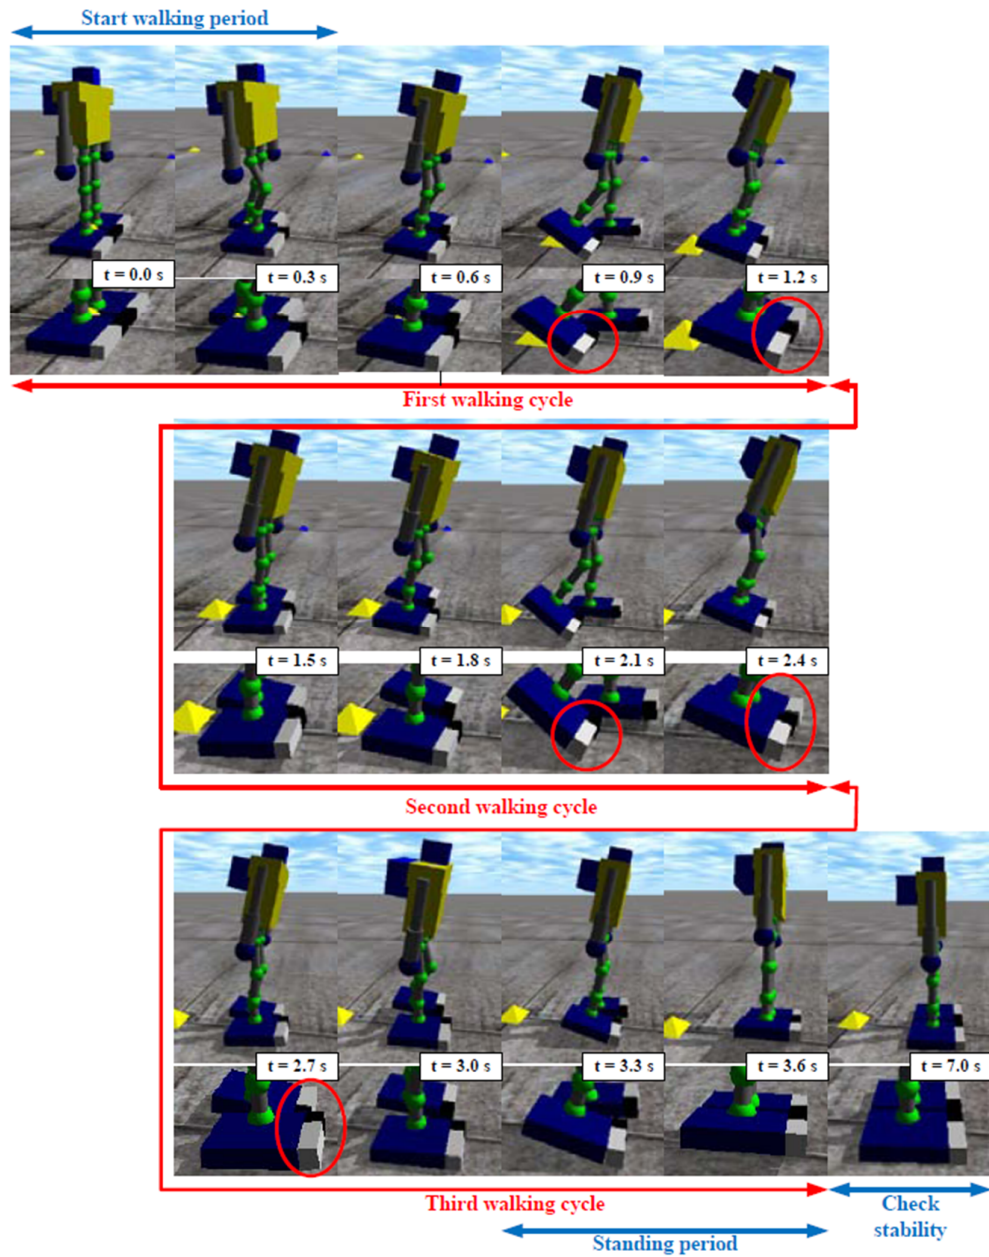 Start walking period
t = 0.0 s
t = 0.3 s
t = 0.6 s
t = 0.9 s
t = 1.2 s
First walking cycle
t = 1.5 s
t = 1.8 s
t = 2.1 s
t = 2.4 s
Second walking cycle
t = 2.7 s
t = 3.0 s
t = 3.3 s
t = 3.6 s
t = 7.0 s
Third walking cycle
Check
stability
Standing period